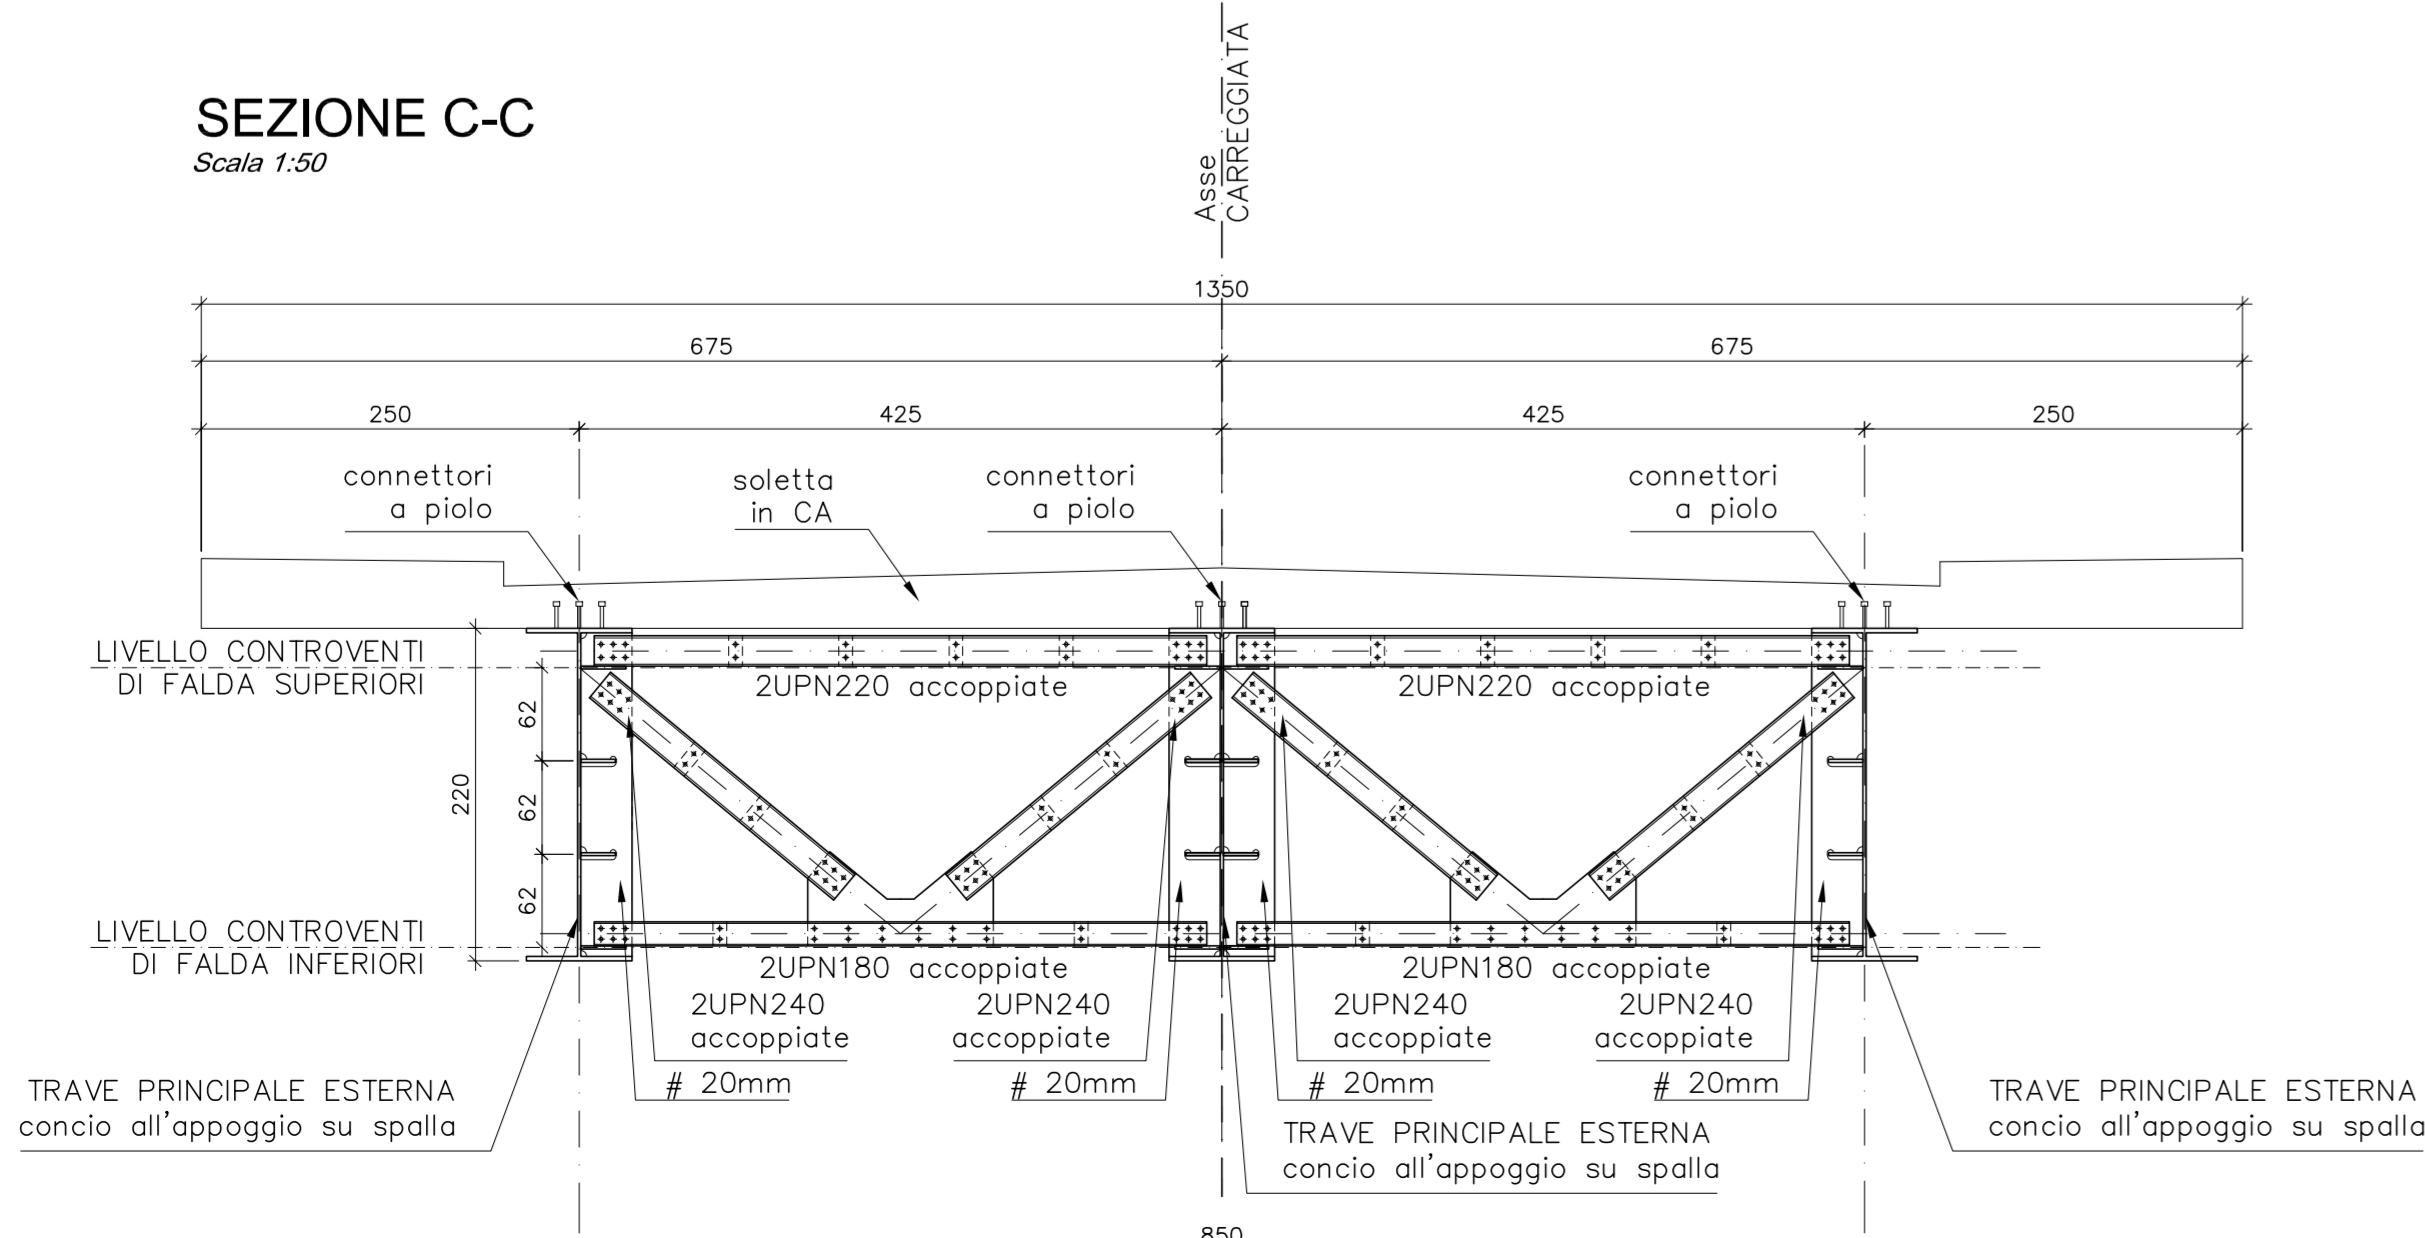 Asse
CARREGGIATA
SEZIONE C-C
Scala 1:50
1350
675
675
250
425
425
250
connettori
a piolo
soletta
in CA
connettori
a piolo
connettori
a piolo
LIVELLO CONTROVENTI
DI FALDA SUPERIORI
2UPN220 accoppiate
2UPN220 accoppiate
62
220
62
62
LIVELLO CONTROVENTI
DI FALDA INFERIORI
2UPN180 accoppiate
2UPN180 accoppiate
2UPN240
accoppiate
2UPN240
accoppiate
2UPN240
accoppiate
2UPN240
accoppiate
# 20mm
# 20mm
# 20mm
# 20mm
TRAVE PRINCIPALE ESTERNA
concio all'appoggio su spalla
TRAVE PRINCIPALE ESTERNA
concio all'appoggio su spalla
TRAVE PRINCIPALE ESTERNA
concio all'appoggio su spalla
850